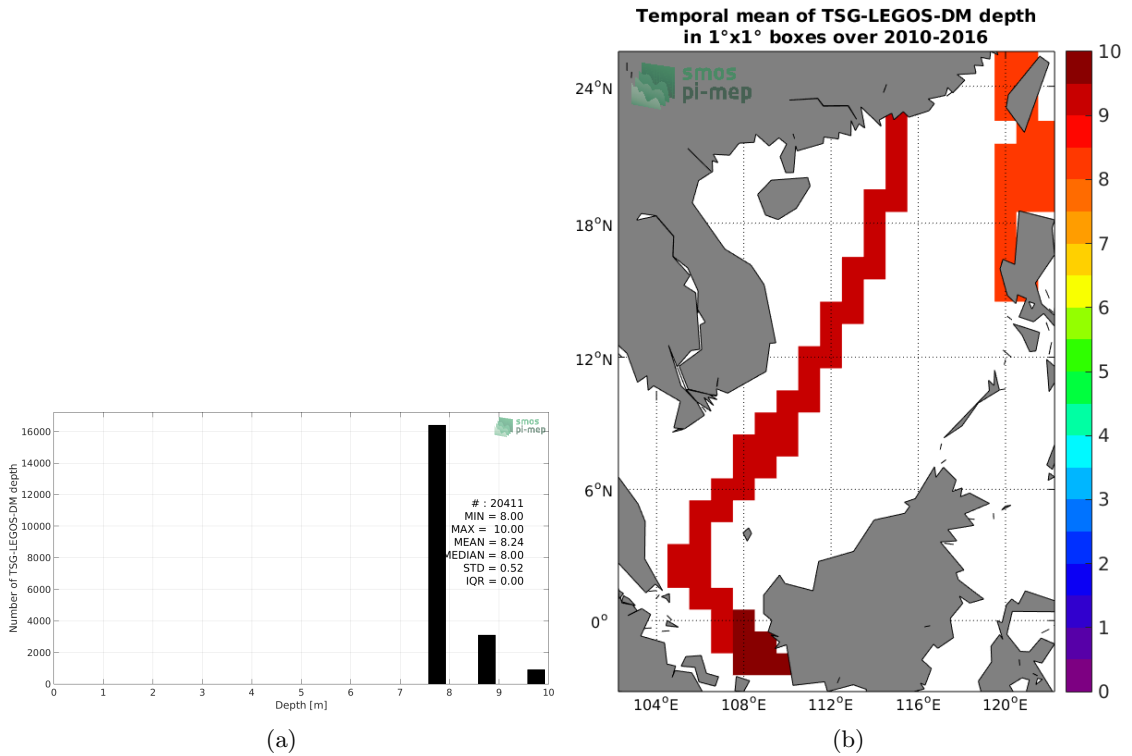 Temporal mean of TSG-LEGOS-DM depth
in 1°x1° boxes over 2010-2016
smos
pi-mep
24°N
18°N
12°N
6°N
0°
104°E 108°E 112°E 116°E 120°E
10
9
8
7
6
5
4
3
2
1
0
(b)
Number of TSG-LEGOS-DM depth
16000
14000
12000
10000
8000
6000
4000
2000
0
smos
pi-mep
# : 20411
MIN = 8.00
MAX = 10.00
MEAN = 8.24
MEDIAN = 8.00
STD = 0.52
IQR = 0.00
0 1 2 3 4 5 6 7 8 9 10
Depth [m]
(a)